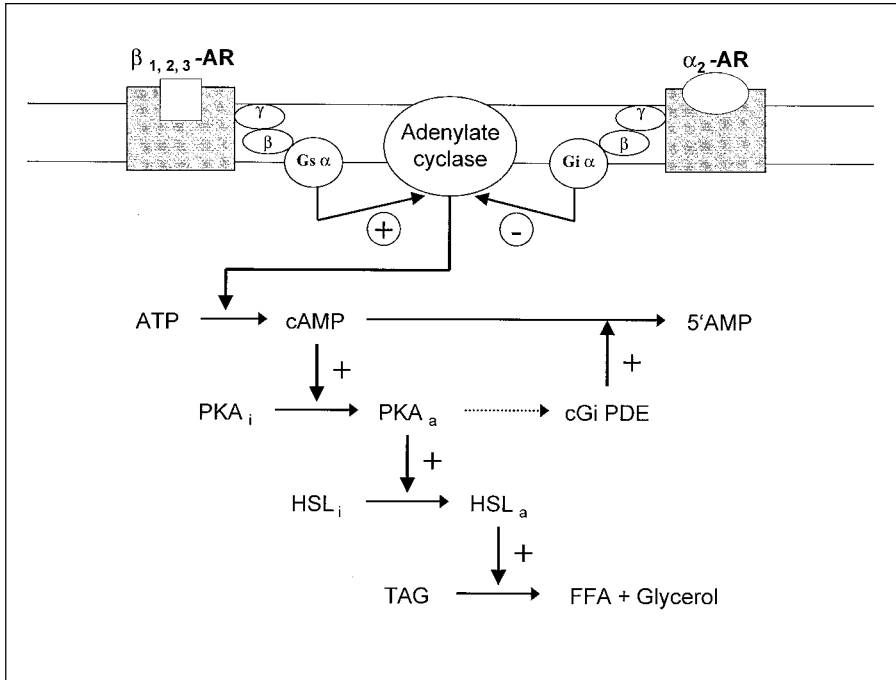 β 1, 2, 3 -AR
α2-AR
γ
β
Gs α
Adenylate
cyclase
γ
β
Gi α
+
-
ATP
cAMP
5'AMP
+
+
PKA i
PKA a
cGi PDE
+
HSL i
HSL a
+
TAG
FFA + Glycerol